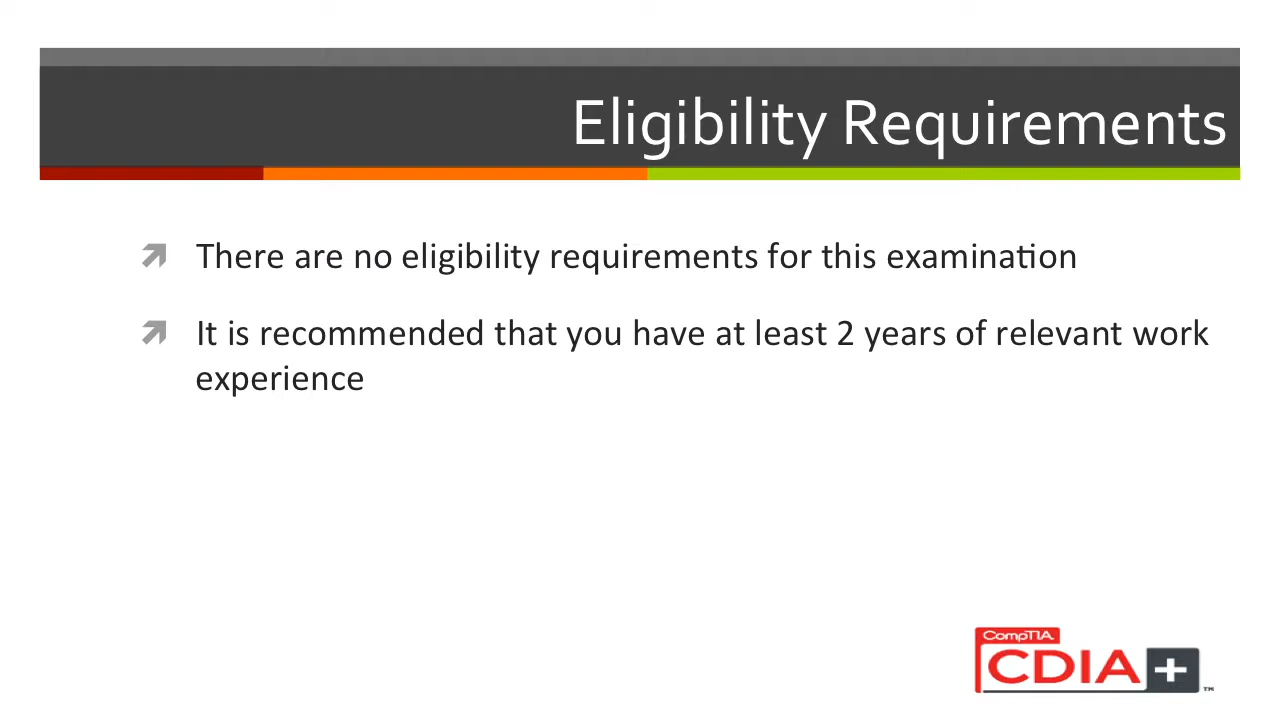 Eligibility Requirements
There are no eligibility requirements for this examination
It is recommended that you have at least 2 years of relevant work
experience
CompTIA
CDIA+™